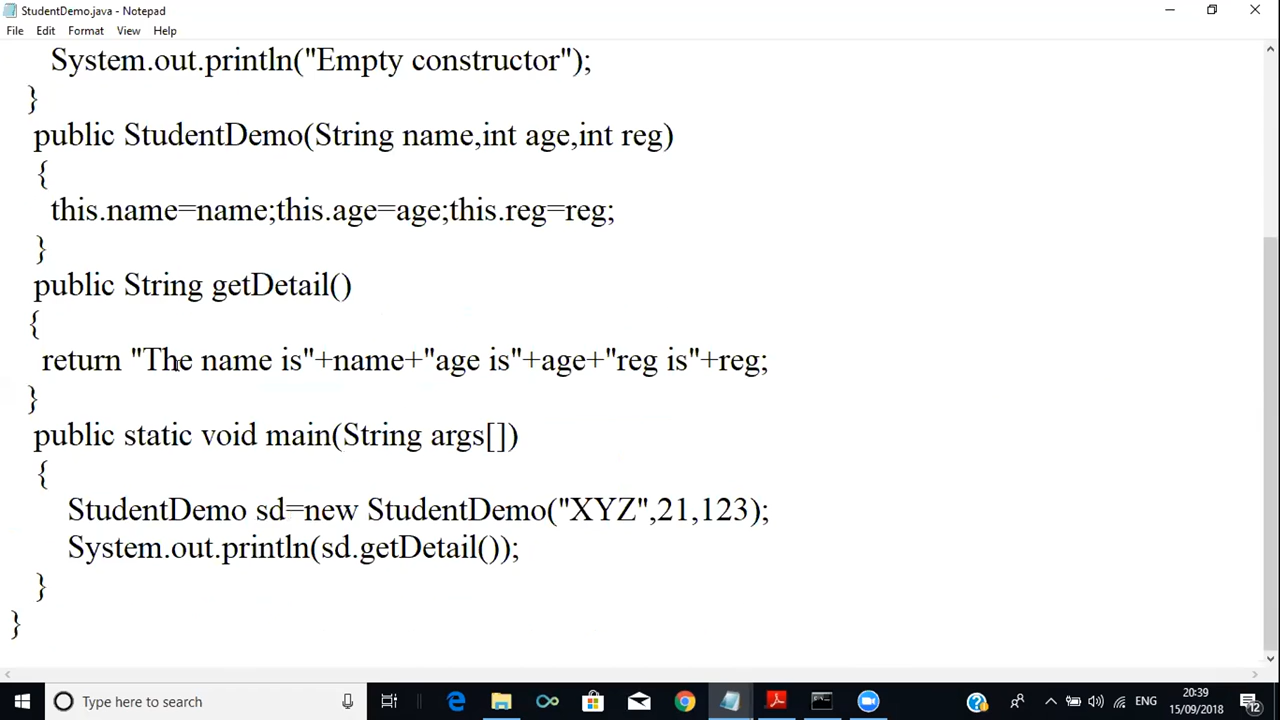 StudentDemo.java - Notepad
File Edit Format View Help
System.out.println("Empty constructor");
}
public StudentDemo(String name,int age,int reg)
{
this.name=name;this.age=age;this.reg=reg;
}
public String getDetail()
{
return "The name is"+name+"age is"+age+"reg is"+reg;
}
public static void main(String args[])
{
StudentDemo sd=new StudentDemo("XYZ",21,123);
System.out.println(sd.getDetail());
}
}
Type here to search
ENG
20:39
15/09/2018
12